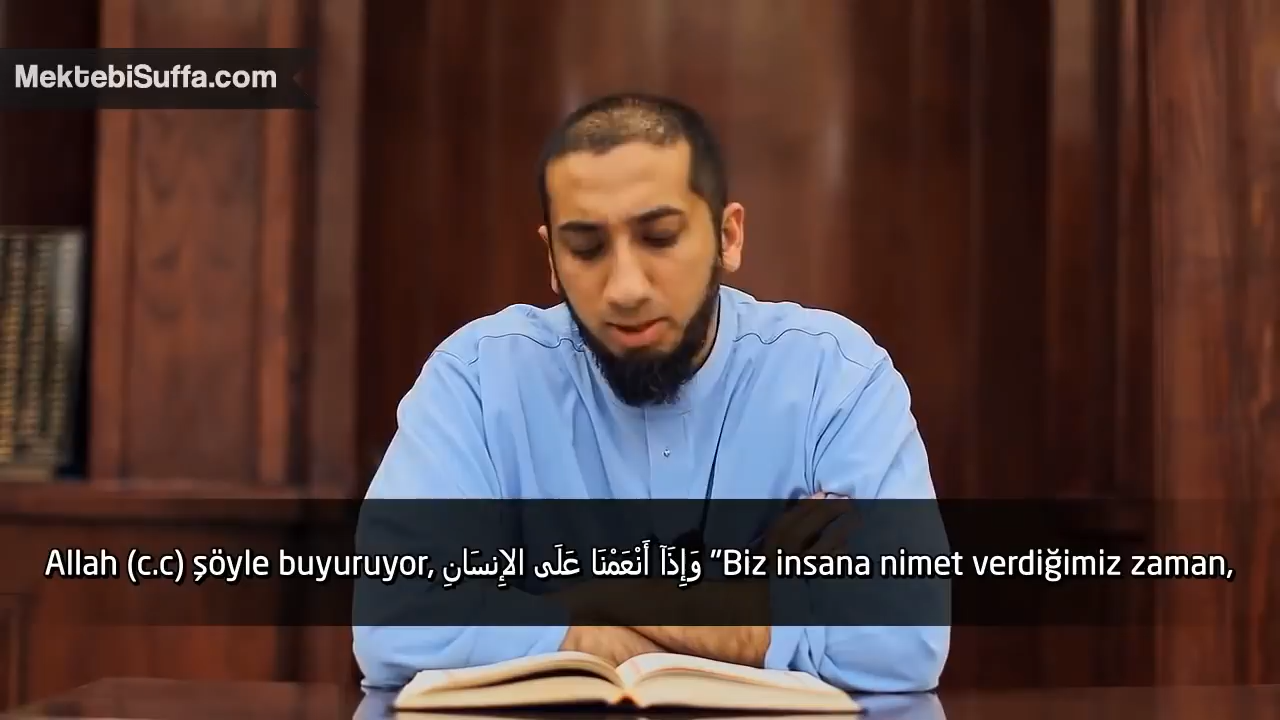 MektebiSuffa.com
Allah (c.c) şöyle buyuruyor, وَإِذَآ أَنْعَمْنَا عَلَى الإِنسَانِ “Biz insana nimet verdiğimiz zaman,